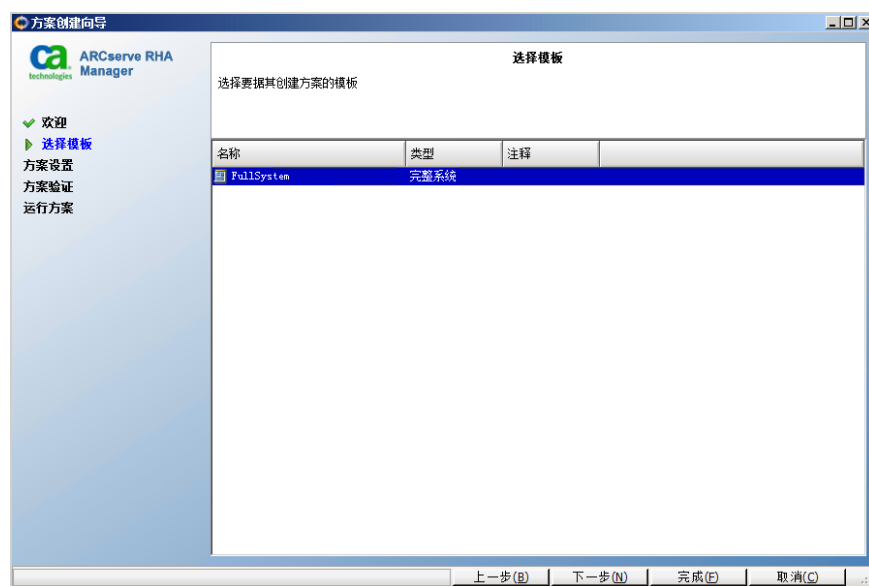 方案创建向导
ca
technologies
ARCserve RHA
Manager
欢迎
选择模板
方案设置
方案验证
运行方案
选择模板
选择要据其创建方案的模板
名称 类型 注释
FullSystem 完整系统
上一步(B) 下一步(N) 完成(F) 取消(C)